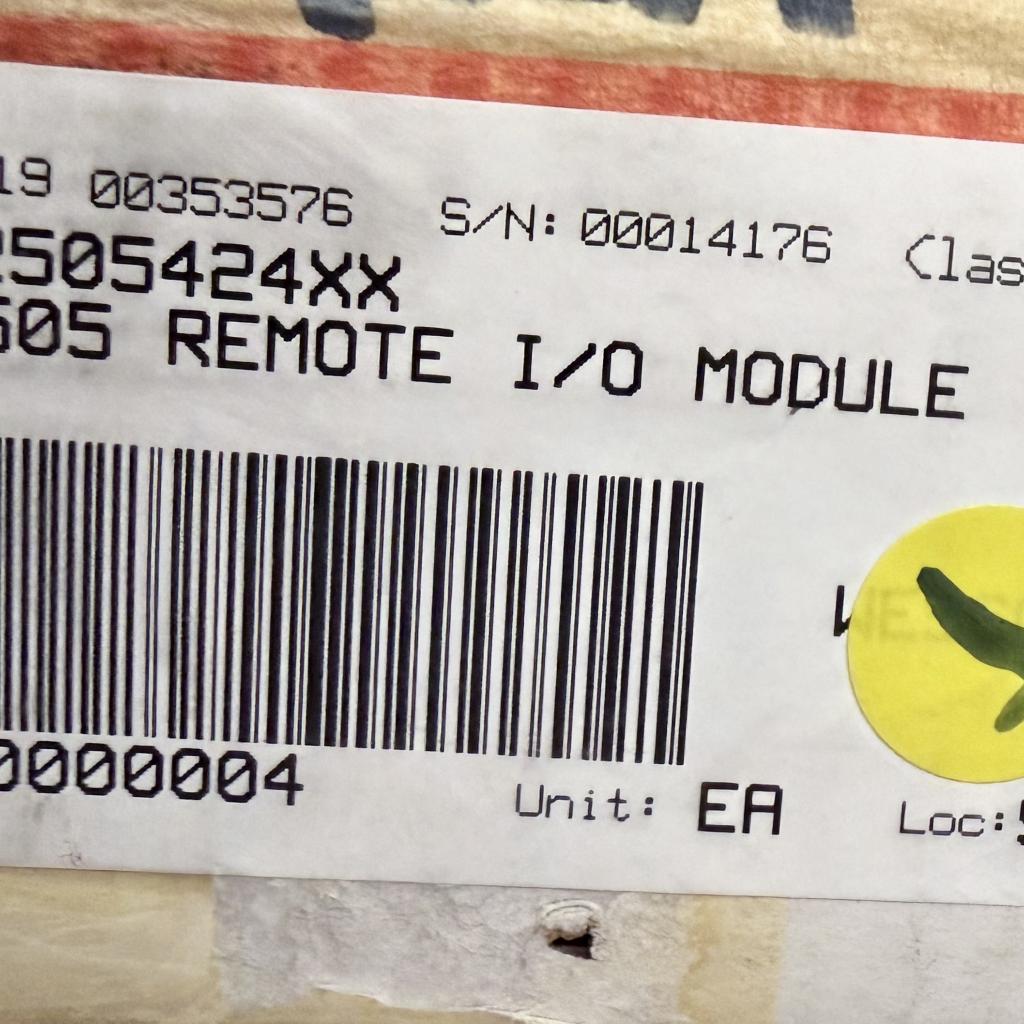 19 00353576 S/N: 00014176 Clas
2505424XX
505 REMOTE I/O MODULE
0000004 Unit: EA Loc: